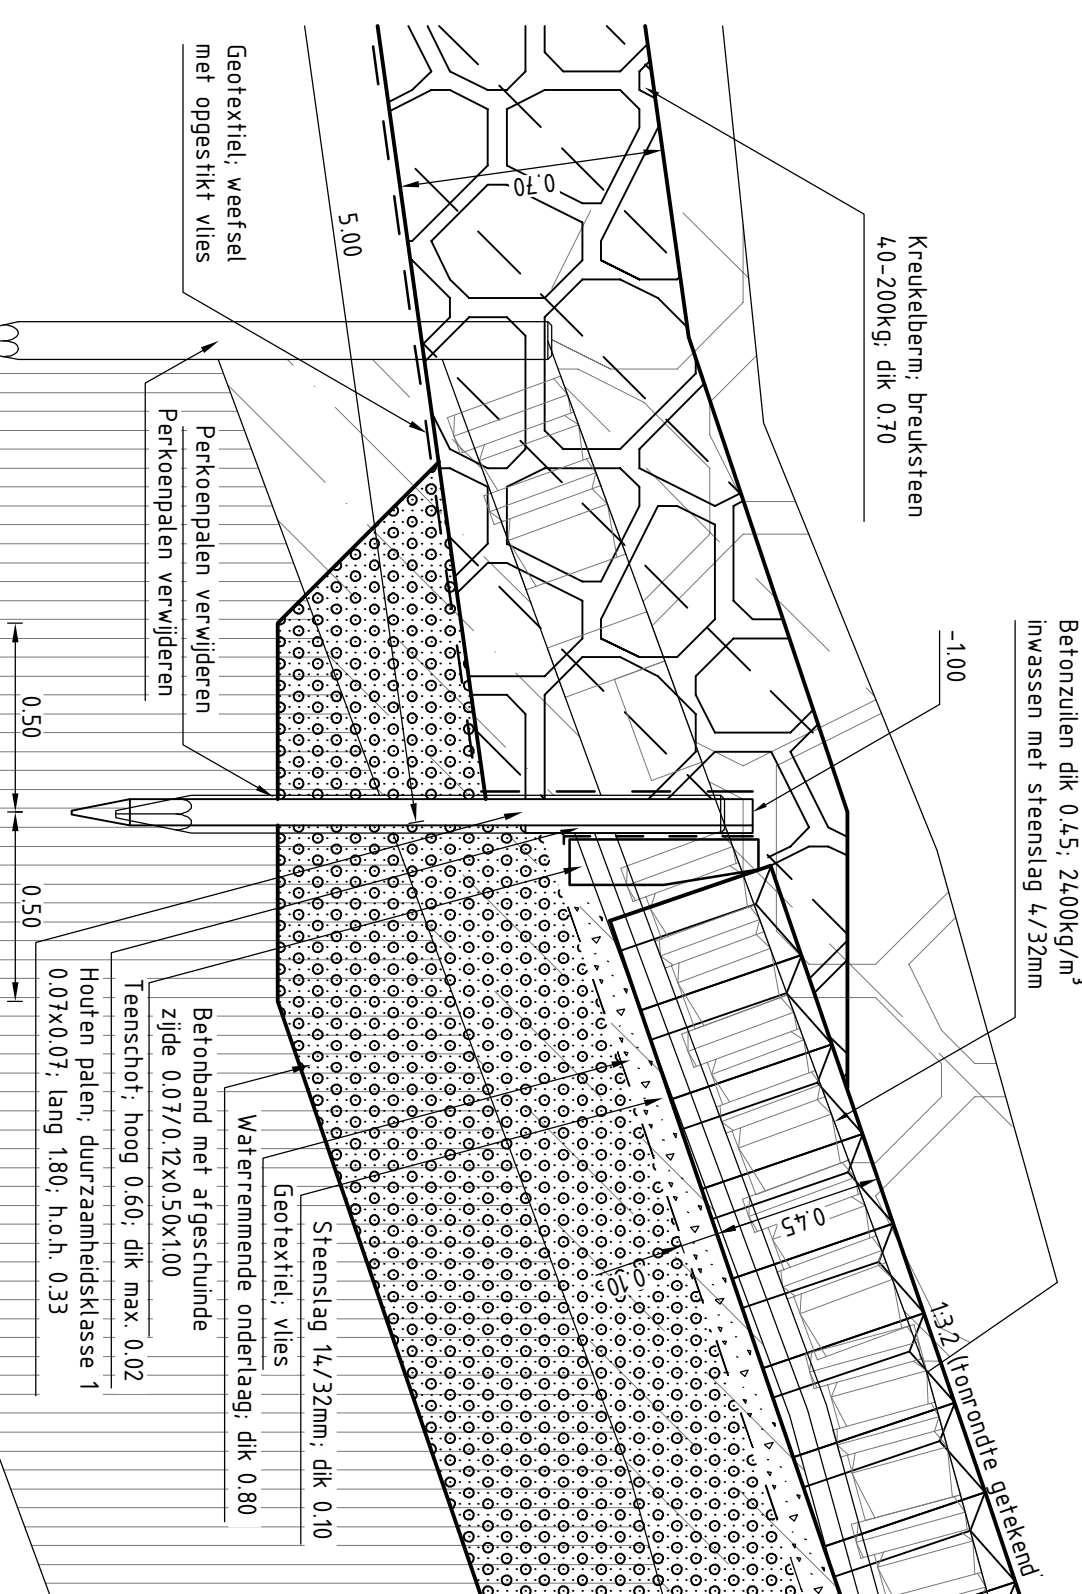 Betonzuilen dik 0.45; 2400kg/m³
inwassen met steenslag 4/32mm
Kreukelberm; breuksteen
40-200kg; dik 0.70
-1.00
0.70
5.00
Geotextiel; weefsel
met opgestikt vlies
Perkoenpalen verwijderen
Perkoenpalen verwijderen
0.50
0.50
0.45
0.10
1:3.2 (tonrondte getekend)
Steenslag 14/32mm; dik 0.10
Geotextiel; vlies
Waterremmende onderlaag; dik 0.80
Betonband met afgeschuinde
zijde 0.07/0.12x0.50x1.00
Teenschot; hoog 0.60; dik max. 0.02
Houten palen; duurzaamheidsklasse 1
0.07x0.07; lang 1.80; h.o.h. 0.33